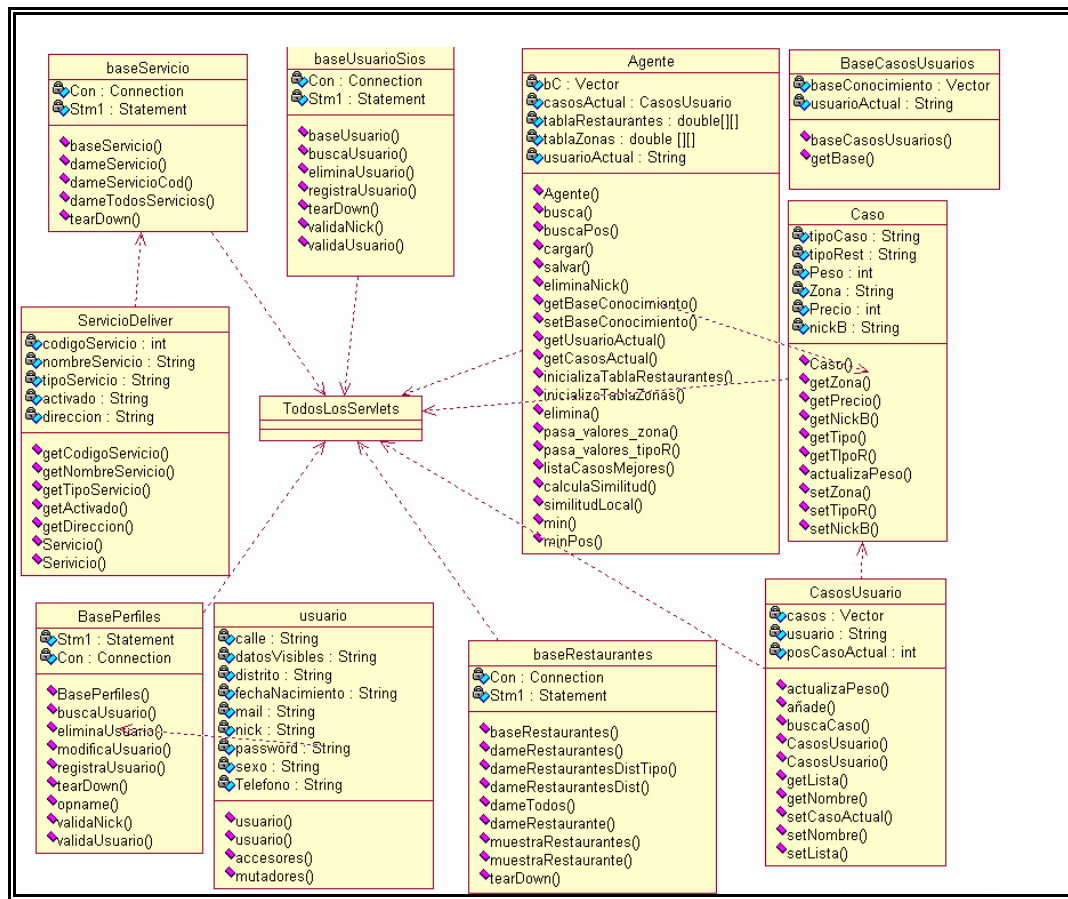 baseServicio
Con : Connection
Stm1 : Statement
baseServicio()
dameServicio()
dameServicioCod()
dameTodosServicios()
tearDown()
baseUsuarioSios
Con : Connection
Stm1 : Statement
baseUsuario()
buscaUsuario()
eliminaUsuario()
registraUsuario()
tearDown()
validaNick()
validaUsuario()
Agente
bC : Vector
casosActual : CasosUsuario
tablaRestaurantes : double[][]
tablaZonas : double [][]
usuarioActual : String
Agente()
busca()
buscaPos()
cargar()
salvar()
eliminaNick()
getBaseConocimiento()
setBaseConocimiento()
getUsuarioActual()
getCasosActual()
inicializaTablaRestaurantes()
inicializaTablaZonas()
elimina()
pasa_valores_zona()
pasa_valores_tipoR()
listaCasosMejores()
calculaSimilitud()
similitudLocal()
min()
minPos()
BaseCasosUsuarios
baseConocimiento : Vector
usuarioActual : String
baseCasosUsuarios()
getBase()
Caso
tipoCaso : String
tipoRest : String
Peso : int
Zona : String
Precio : int
nickB : String
Caso()
getZona()
getPrecio()
getNickB()
getTipo()
getTIpoR()
actualizaPeso()
setZona()
setTipoR()
setNickB()
ServicioDeliver
codigoServicio : int
nombreServicio : String
tipoServicio : String
activado : String
direccion : String
getCodigoServicio()
getNombreServicio()
getTipoServicio()
getActivado()
getDireccion()
Servicio()
Serivicio()
TodosLosServlets
BasePerfiles
Stm1 : Statement
Con : Connection
BasePerfiles()
buscaUsuario()
eliminaUsuario()
modificaUsuario()
registraUsuario()
tearDown()
opname()
validaNick()
validaUsuario()
usuario
calle : String
datosVisibles : String
distrito : String
fechaNacimiento : String
mail : String
nick : String
password : String
sexo : String
Telefono : String
usuario()
usuario()
accesores()
mutadores()
baseRestaurantes
Con : Connection
Stm1 : Statement
baseRestaurantes()
dameRestaurantes()
dameRestaurantesDistTipo()
dameRestaurantesDist()
dameTodos()
dameRestaurante()
muestraRestaurantes()
muestraRestaurante()
tearDown()
CasosUsuario
casos : Vector
usuario : String
posCasoActual : int
actualizaPeso()
añade()
buscaCaso()
CasosUsuario()
CasosUsuario()
getLista()
getNombre()
setCasoActual()
setNombre()
setLista()